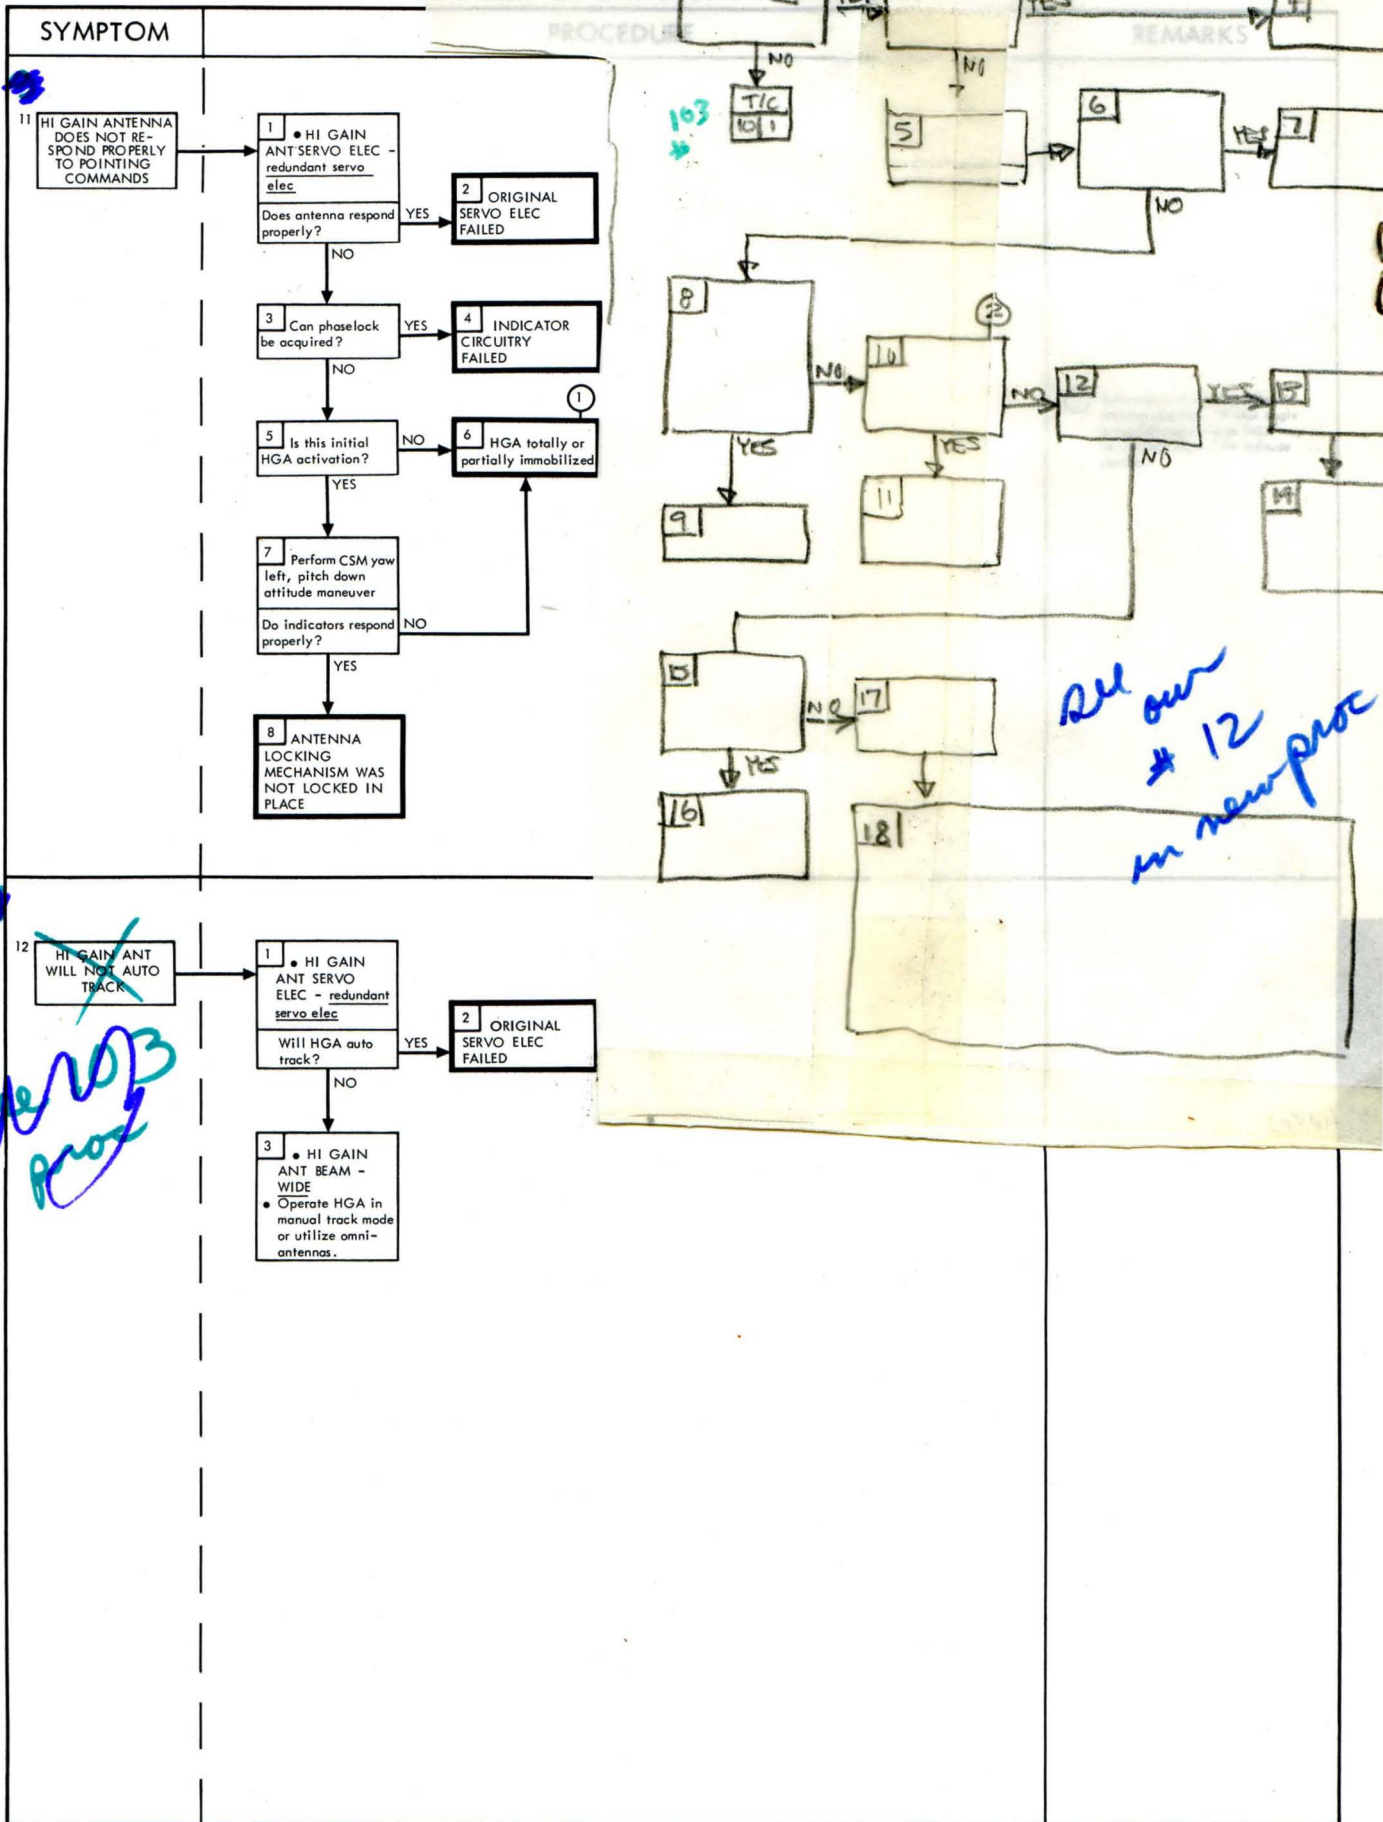 SYMPTOM
PROCEDURE
REMARKS
11
HI GAIN ANTENNA
DOES NOT RE-
SPOND PROPERLY
TO POINTING
COMMANDS
1 • HI GAIN
ANT SERVO ELEC -
redundant servo
elec
Does antenna respond
properly?
YES
2 ORIGINAL
SERVO ELEC
FAILED
NO
3 Can phaselock
be acquired?
YES
4 INDICATOR
CIRCUITRY
FAILED
NO
5 Is this initial
HGA activation?
NO
1
6 HGA totally or
partially immobilized
YES
7 Perform CSM yaw
left, pitch down
attitude maneuver
Do indicators respond
properly?
NO
YES
8 ANTENNA
LOCKING
MECHANISM WAS
NOT LOCKED IN
PLACE
YES
NO
NO
T/C
10 1
103
5
6
YES
7
NO
8
2
10
NO
NO
12
YES
13
YES
YES
NO
9
11
14
15
NO
17
YES
16
18
see
our
# 12
in new proc
12
HI GAIN ANT
WILL NOT AUTO
TRACK
103
proc
1 • HI GAIN
ANT SERVO
ELEC - redundant
servo elec
Will HGA auto
track?
YES
2 ORIGINAL
SERVO ELEC
FAILED
NO
3 • HI GAIN
ANT BEAM -
WIDE
• Operate HGA in
manual track mode
or utilize omni-
antennas.